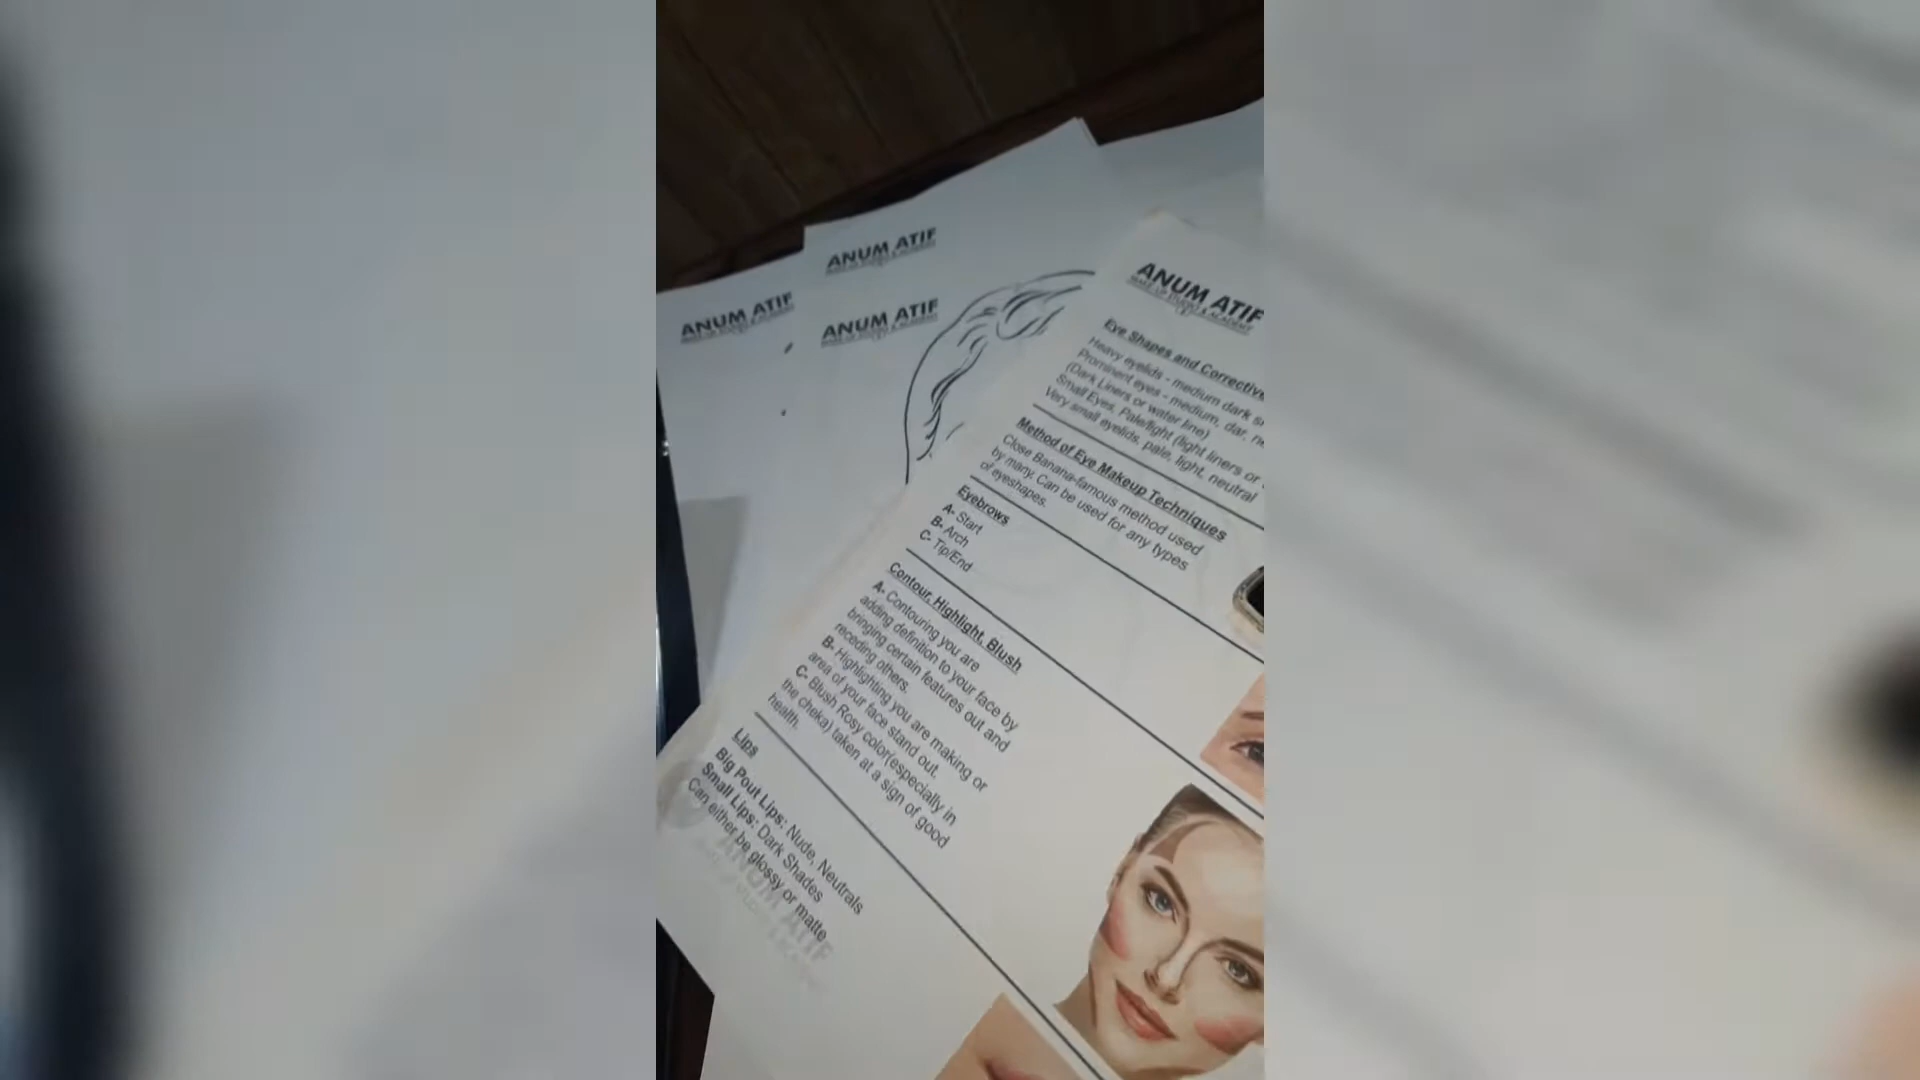 ANUM ATIF
ANUM ATIF
ANUM ATIF
ANUM ATIF
MAKE-UP STUDIO & ACADEMY
Eye Shapes and Corrective
Heavy eyelids - medium dark
Prominent eyes - medium, dar,
(Dark Liners or water line)
Small Eyes, Pale/light (light liners or
Very small eyelids, pale, light, neutral
Method of Eye Makeup Techniques
Close Banana-famous method used
by many. Can be used for any types
of eyeshapes.
Eyebrows
A- Start
B- Arch
C- Tip/End
Contour, Highlight, Blush
A- Contouring you are
adding definition to your face by
bringing certain features out and
receding others.
B- Highlighting you are making or
area of your face stand out.
C- Blush Rosy color(especially in
the cheka) taken at a sign of good
health.
Lips
Big Pout Lips: Nude, Neutrals
Small Lips: Dark Shades
Can either be glossy or matte
ANUM ATIF